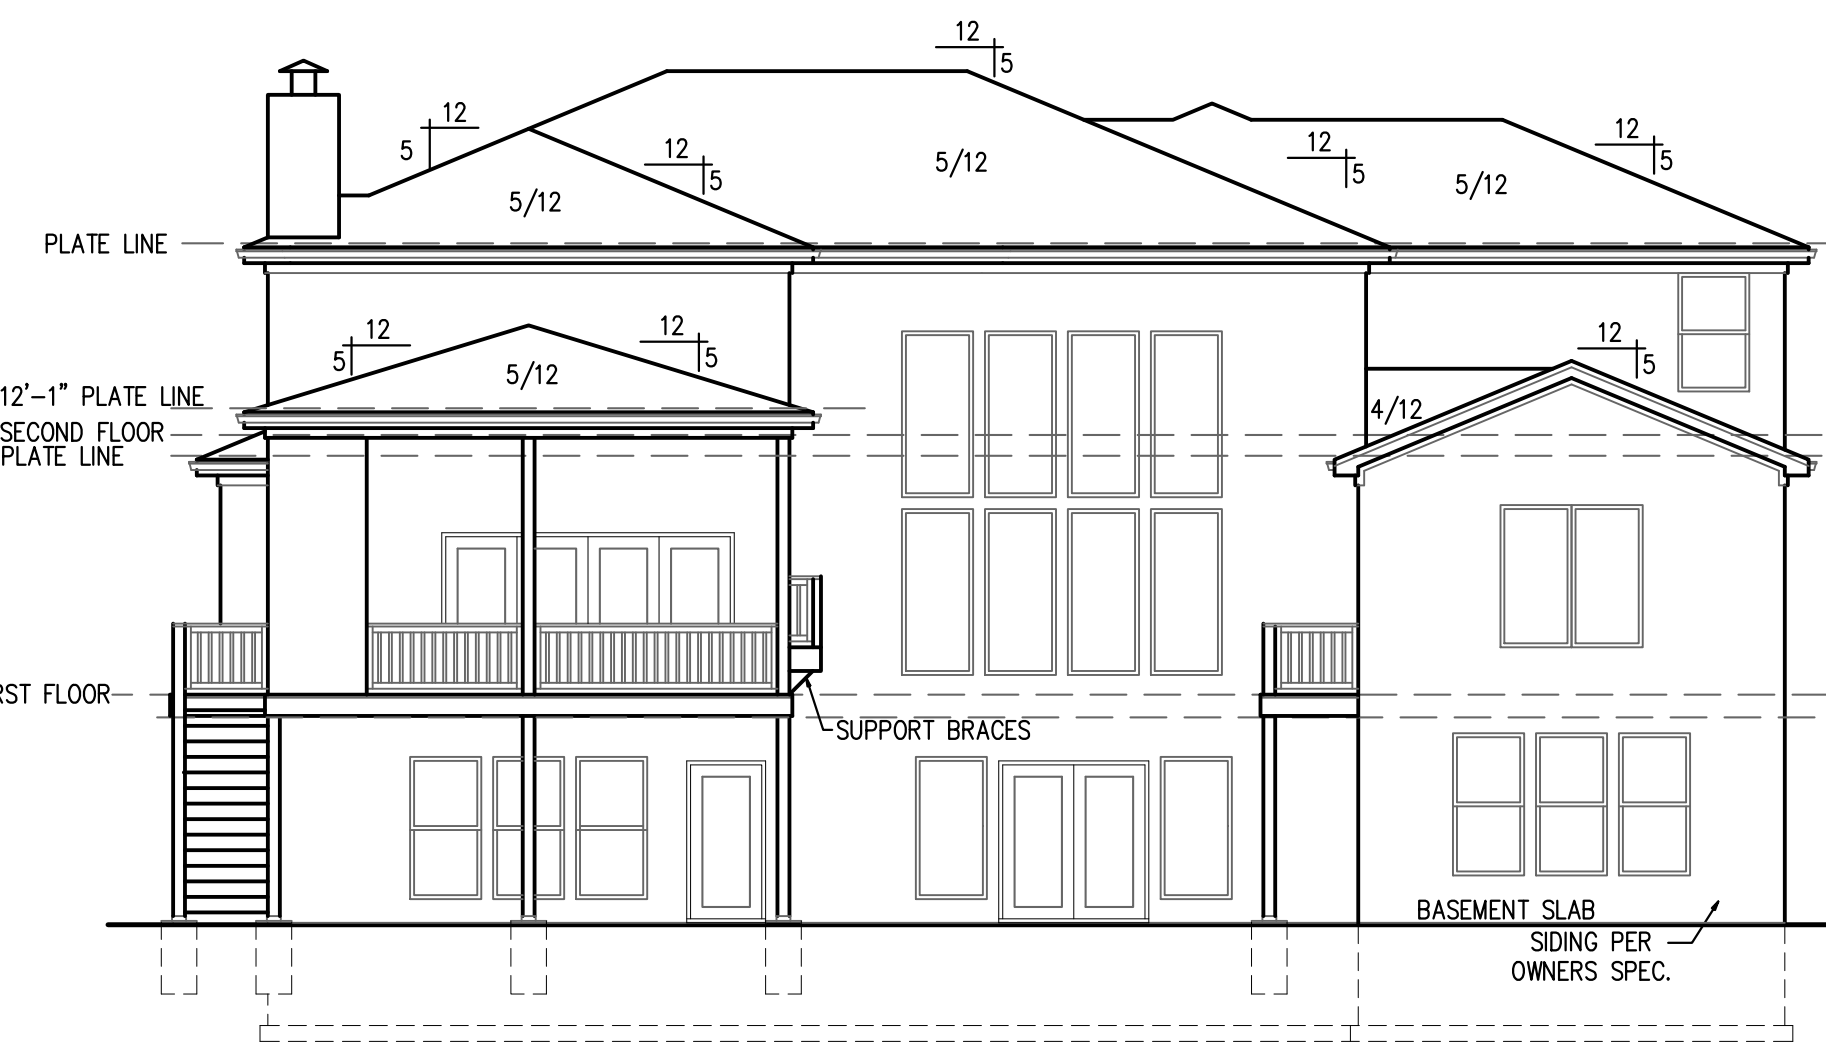 12
5
12
5
12
5
12
5
12
5
5/12
5/12
5/12
PLATE LINE
12
5
12
5
12
5
5/12
12'-1" PLATE LINE
4/12
SECOND FLOOR
PLATE LINE
RST FLOOR
SUPPORT BRACES
BASEMENT SLAB
SIDING PER
OWNERS SPEC.